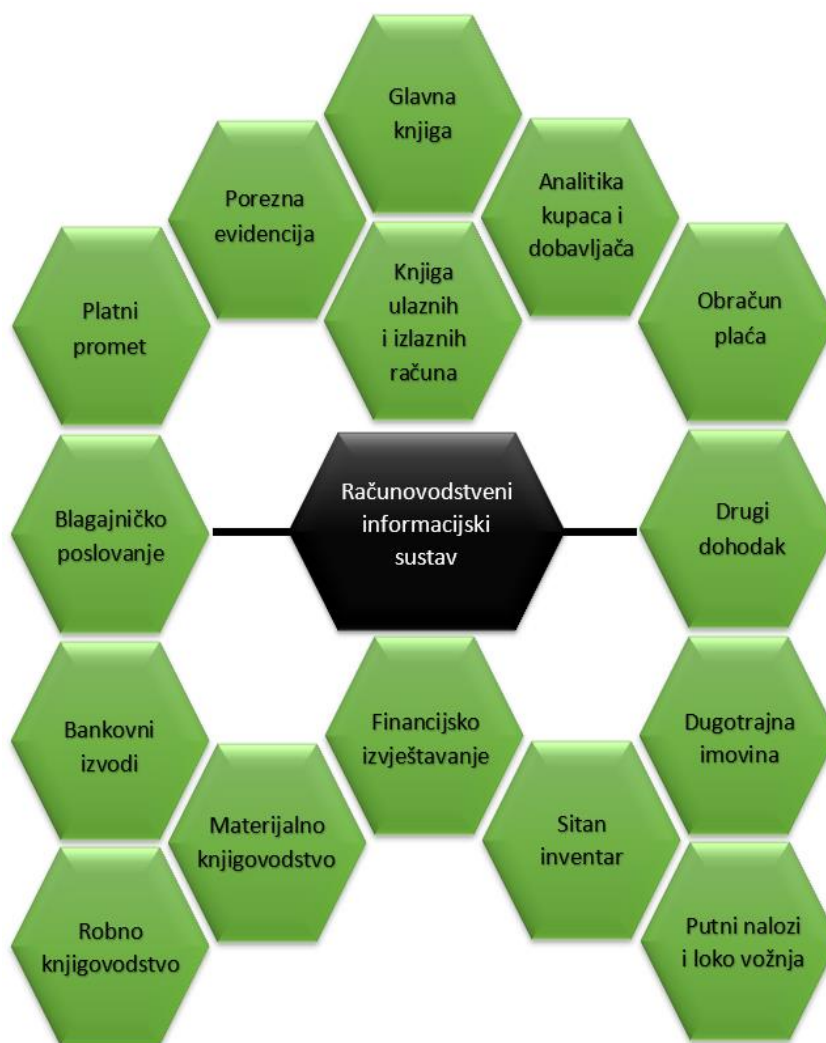 Glavna
knjiga
Porezna
evidencija
Analitika
kupaca i
dobavljača
Platni
promet
Knjiga
ulaznih
i izlaznih
računa
Obračun
plaća
Blagajničko
poslovanje
Računovodstveni
informacijski
sustav
Drugi
dohodak
Bankovni
izvodi
Financijsko
izvještavanje
Dugotrajna
imovina
Materijalno
knjigovodstvo
Sitan
inventar
Robno
knjigovodstvo
Putni nalozi
i loko vožnja